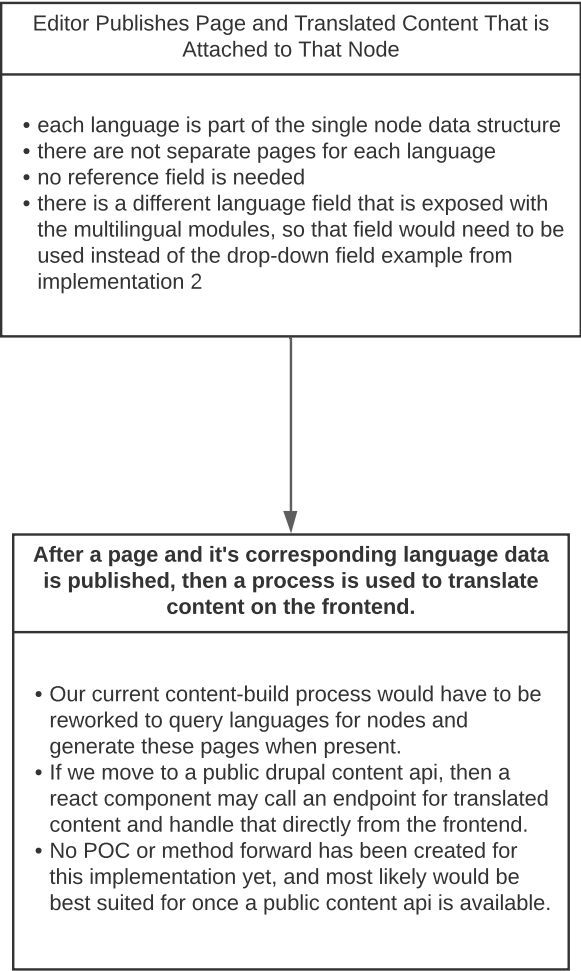 Editor Publishes Page and Translated Content That is
Attached to That Node
• each language is part of the single node data structure
• there are not separate pages for each language
• no reference field is needed
• there is a different language field that is exposed with
the multilingual modules, so that field would need to be
used instead of the drop-down field example from
implementation 2
After a page and it's corresponding language data
is published, then a process is used to translate
content on the frontend.
• Our current content-build process would have to be
reworked to query languages for nodes and
generate these pages when present.
• If we move to a public drupal content api, then a
react component may call an endpoint for translated
content and handle that directly from the frontend.
• No POC or method forward has been created for
this implementation yet, and most likely would be
best suited for once a public content api is available.